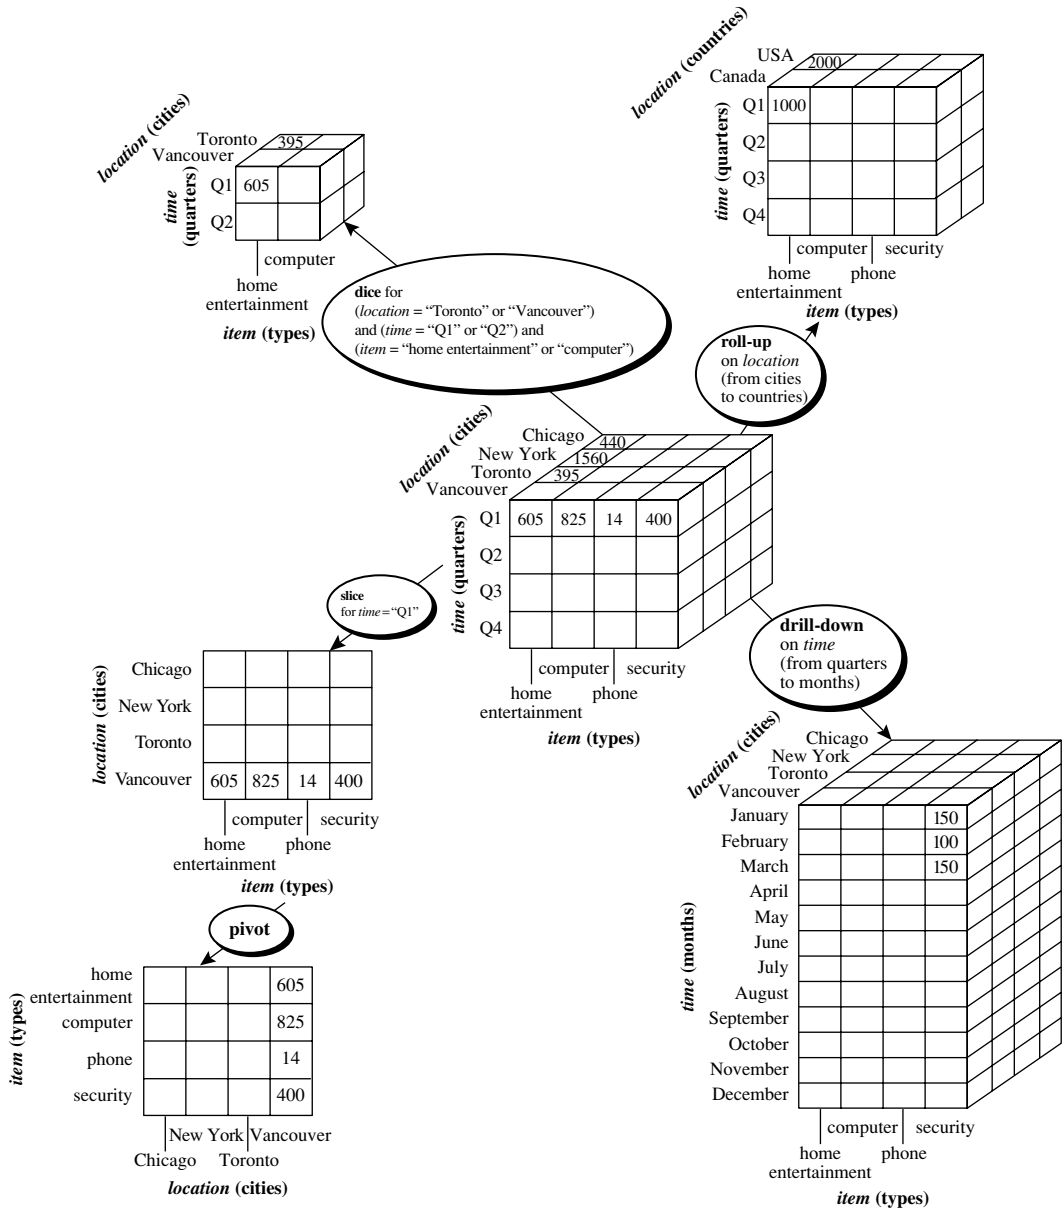 location (cities)
Toronto
395
Vancouver
Q1
605
Q2
time
(quarters)
computer
home
entertainment
item (types)
location (countries)
USA
2000
Canada
Q1
1000
Q2
Q3
Q4
time (quarters)
computer
security
home
entertainment
phone
item (types)
dice for
(location = “Toronto” or “Vancouver”)
and (time = “Q1” or “Q2”) and
(item = “home entertainment” or “computer”)
roll-up
on location
(from cities
to countries)
location (cities)
Chicago
440
New York
1560
Toronto
395
Vancouver
Q1
605
825
14
400
Q2
Q3
Q4
time (quarters)
computer
security
home
entertainment
phone
item (types)
slice
for time = “Q1”
drill-down
on time
(from quarters
to months)
location (cities)
Chicago
New York
Toronto
Vancouver
605
825
14
400
computer
security
home
entertainment
phone
item (types)
pivot
item (types)
home
entertainment
605
computer
825
phone
14
security
400
New York
Vancouver
Chicago
Toronto
location (cities)
location (cities)
Chicago
New York
Toronto
Vancouver
January
150
February
100
March
150
April
May
June
July
August
September
October
November
December
time (months)
computer
security
home
entertainment
phone
item (types)